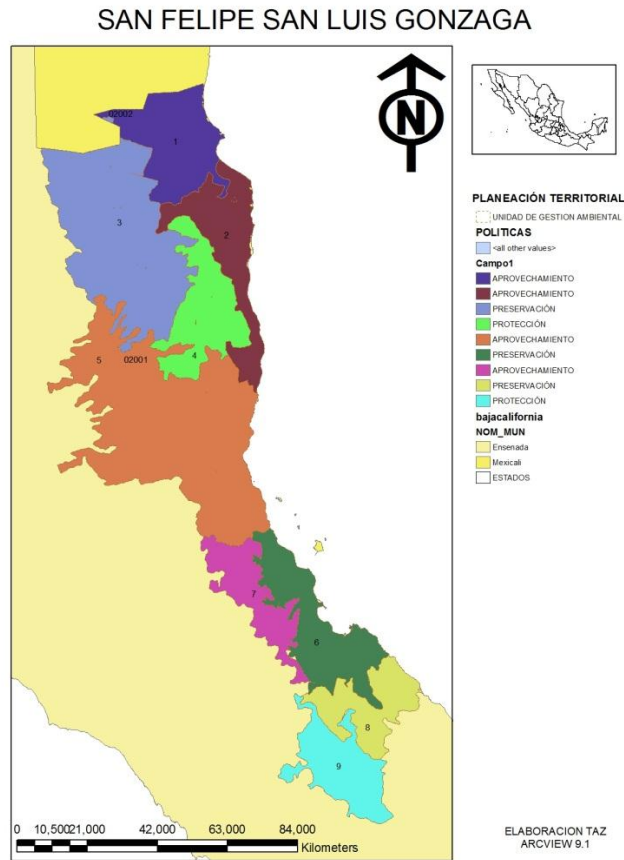 SAN FELIPE SAN LUIS GONZAGA
N
02002
1
3
2
5
02001
4
7
6
8
9
PLANEACIÓN TERRITORIAL
UNIDAD DE GESTION AMBIENTAL
POLITICAS
<all other values>
Campo1
APROVECHAMIENTO
APROVECHAMIENTO
PRESERVACIÓN
PROTECCIÓN
APROVECHAMIENTO
PRESERVACIÓN
APROVECHAMIENTO
PRESERVACIÓN
PROTECCIÓN
bajacalifornia
NOM_MUN
Ensenada
Mexicali
ESTADOS
0 10,50021,000 42,000 63,000 84,000
Kilometers
ELABORACION TAZ
ARCVIEW 9.1